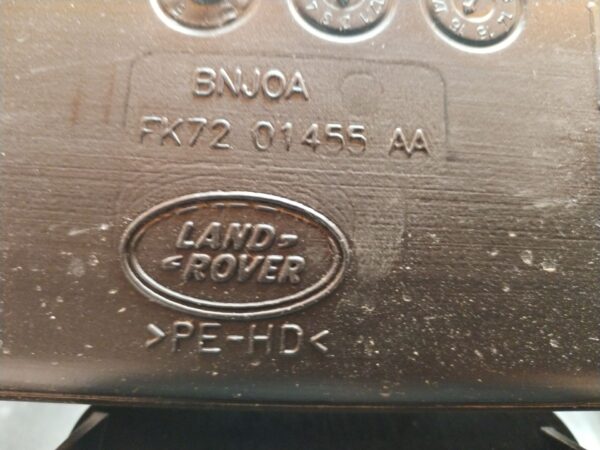 BNJOA
FK72 01455 AA
LAND
ROVER
>PE-HD<